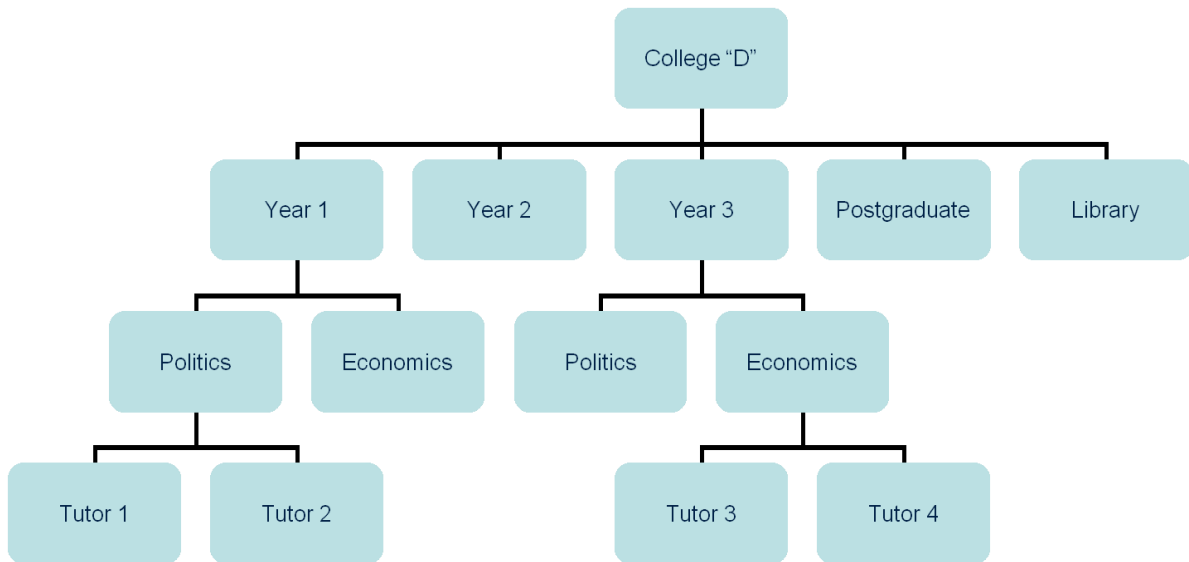 College “D”
Year 1
Year 2
Year 3
Postgraduate
Library
Politics
Economics
Politics
Economics
Tutor 1
Tutor 2
Tutor 3
Tutor 4